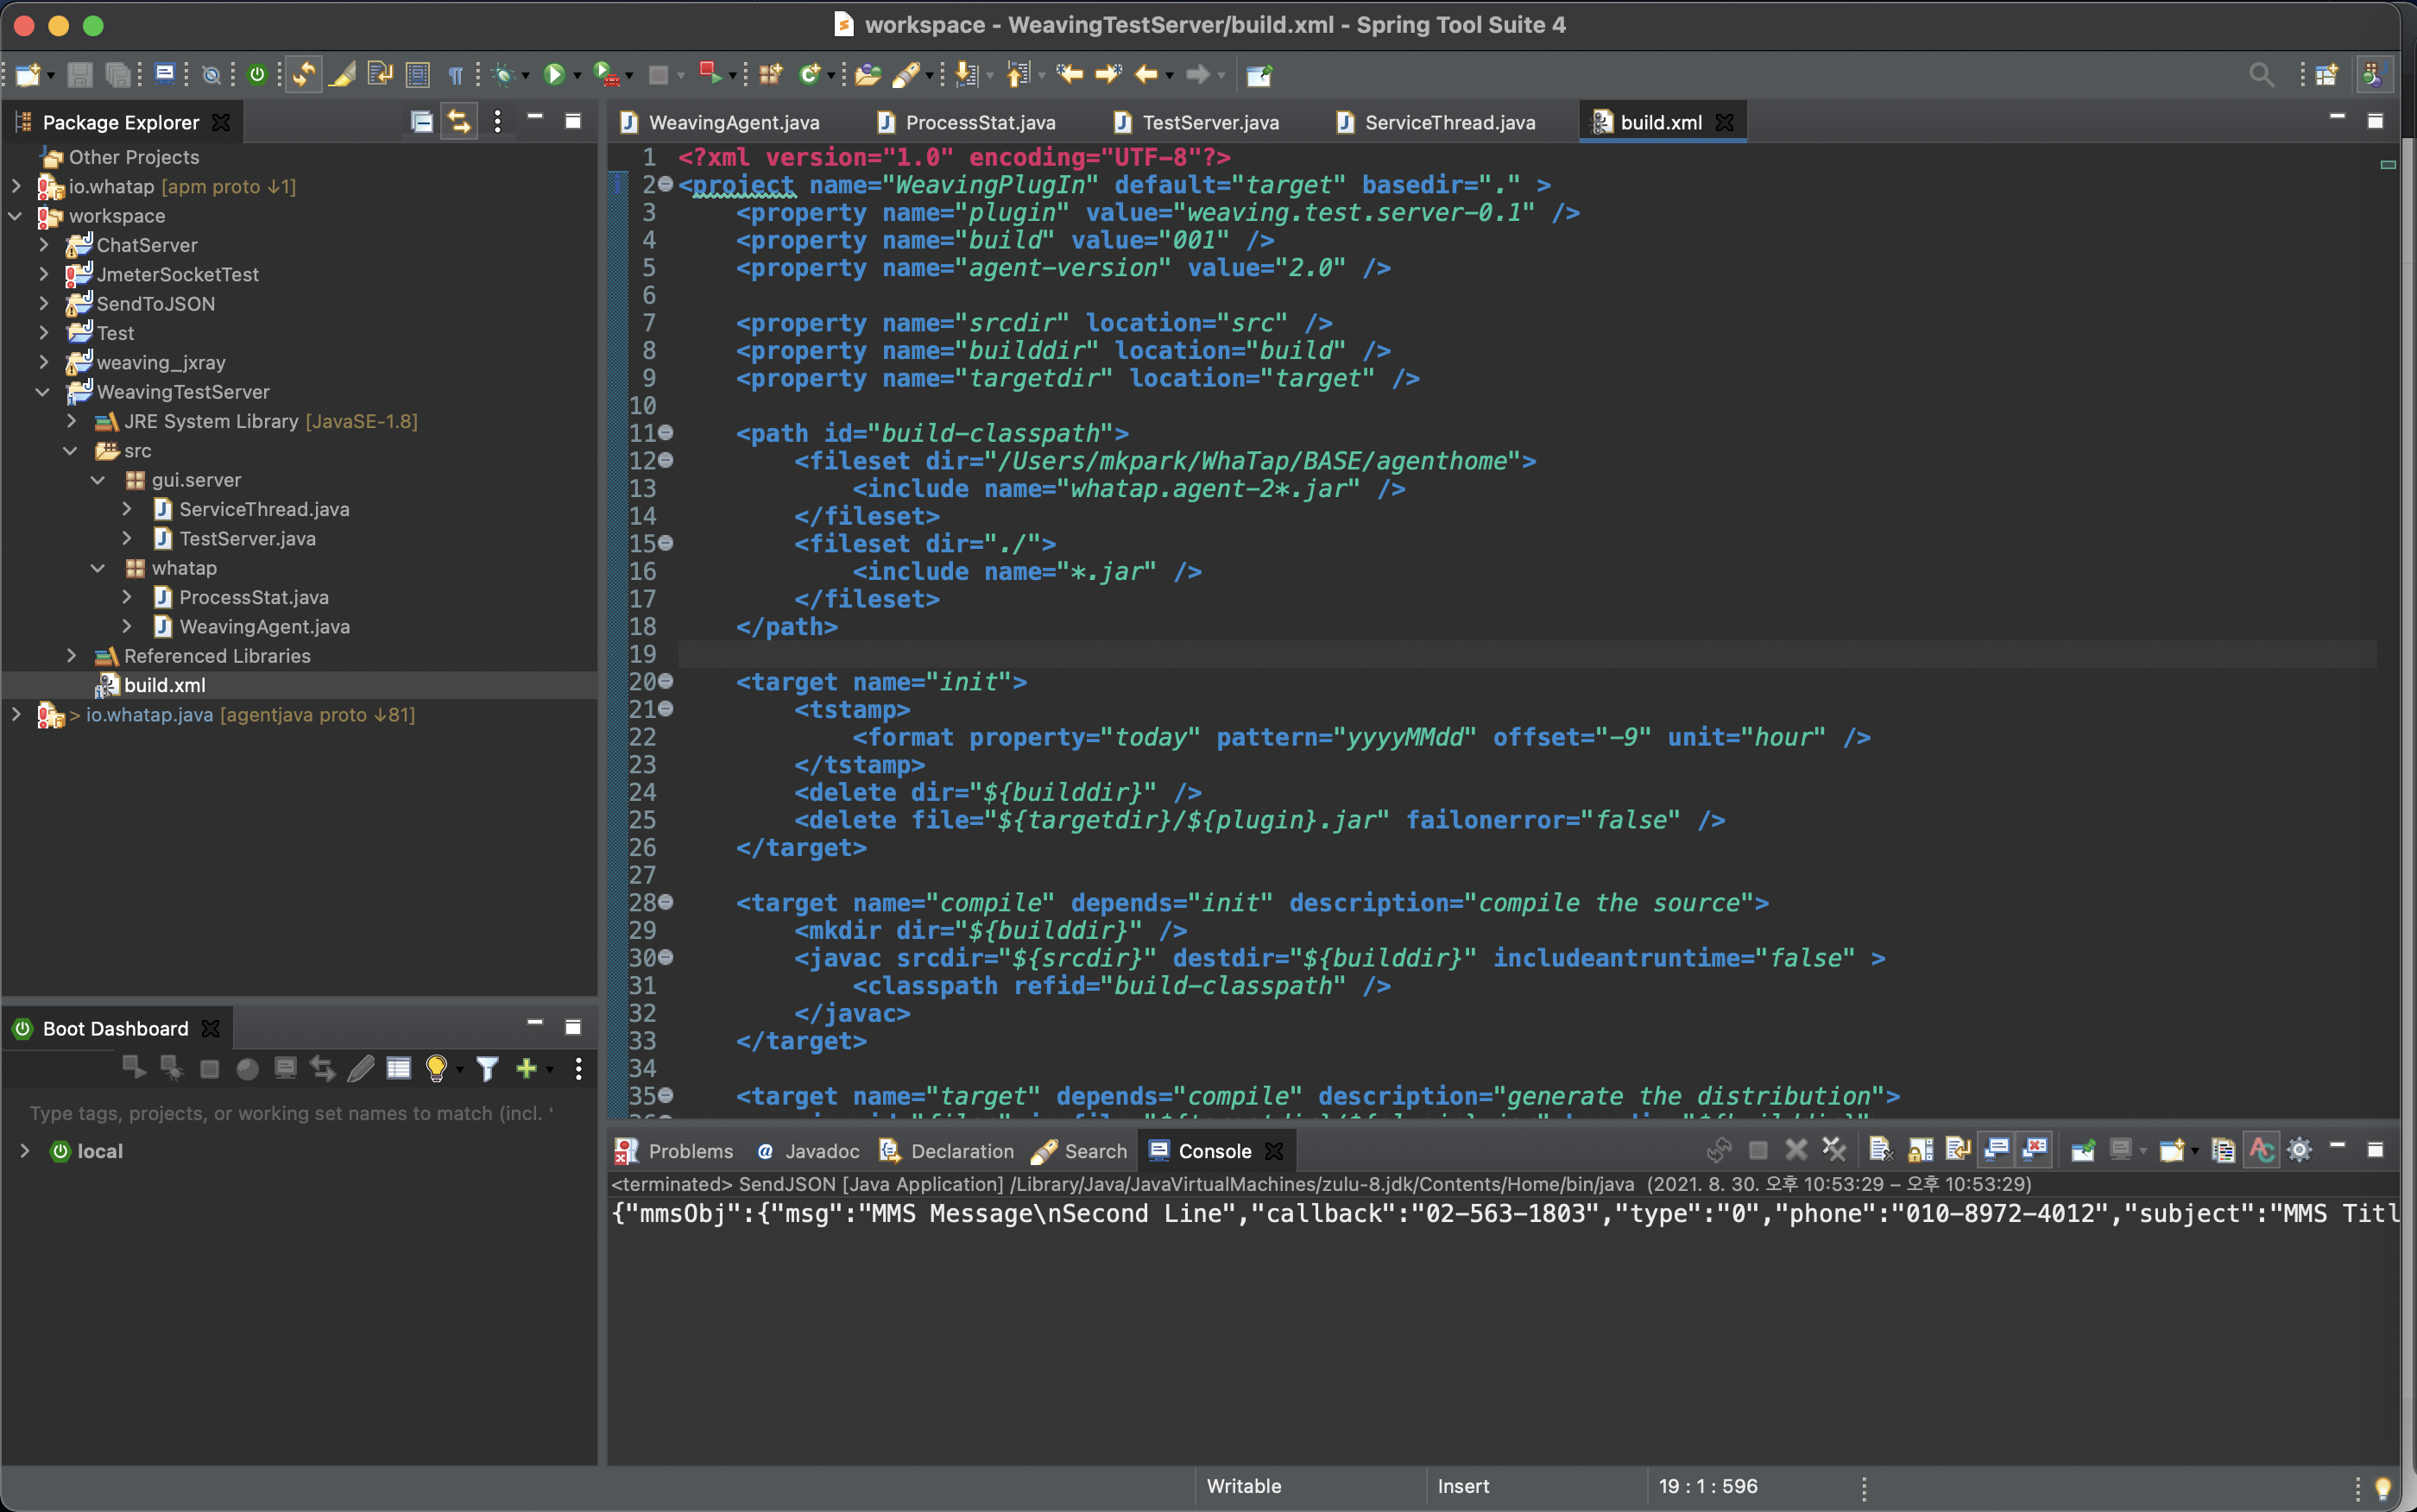 workspace - WeavingTestServer/build.xml - Spring Tool Suite 4
Package Explorer
Other Projects
io.whatap [apm proto ↓1]
workspace
ChatServer
JmeterSocketTest
SendToJSON
Test
weaving_jxray
WeavingTestServer
JRE System Library [JavaSE-1.8]
src
gui.server
ServiceThread.java
TestServer.java
whatap
ProcessStat.java
WeavingAgent.java
Referenced Libraries
build.xml
> io.whatap.java [agentjava proto ↓81]
Boot Dashboard
Type tags, projects, or working set names to match (incl. '
local
WeavingAgent.java ProcessStat.java TestServer.java ServiceThread.java build.xml
1 <?xml version="1.0" encoding="UTF-8"?>
2 <project name="WeavingPlugIn" default="target" basedir="." >
3 <property name="plugin" value="weaving.test.server-0.1" />
4 <property name="build" value="001" />
5 <property name="agent-version" value="2.0" />
6
7 <property name="srcdir" location="src" />
8 <property name="builddir" location="build" />
9 <property name="targetdir" location="target" />
10
11 <path id="build-classpath">
12 <fileset dir="/Users/mkpark/WhaTap/BASE/agenthome">
13 <include name="whatap.agent-2*.jar" />
14 </fileset>
15 <fileset dir="./">
16 <include name="*.jar" />
17 </fileset>
18 </path>
19
20 <target name="init">
21 <tstamp>
22 <format property="today" pattern="yyyyMMdd" offset="-9" unit="hour" />
23 </tstamp>
24 <delete dir="${builddir}" />
25 <delete file="${targetdir}/${plugin}.jar" failonerror="false" />
26 </target>
27
28 <target name="compile" depends="init" description="compile the source">
29 <mkdir dir="${builddir}" />
30 <javac srcdir="${srcdir}" destdir="${builddir}" includeantruntime="false" >
31 <classpath refid="build-classpath" />
32 </javac>
33 </target>
34
35 <target name="target" depends="compile" description="generate the distribution">
Problems Javadoc Declaration Search Console
<terminated> SendJSON [Java Application] /Library/Java/JavaVirtualMachines/zulu-8.jdk/Contents/Home/bin/java (2021. 8. 30. 오후 10:53:29 – 오후 10:53:29)
{"mmsObj":{"msg":"MMS Message\nSecond Line","callback":"02-563-1803","type":"0","phone":"010-8972-4012","subject":"MMS Titl
Writable Insert 19 : 1 : 596